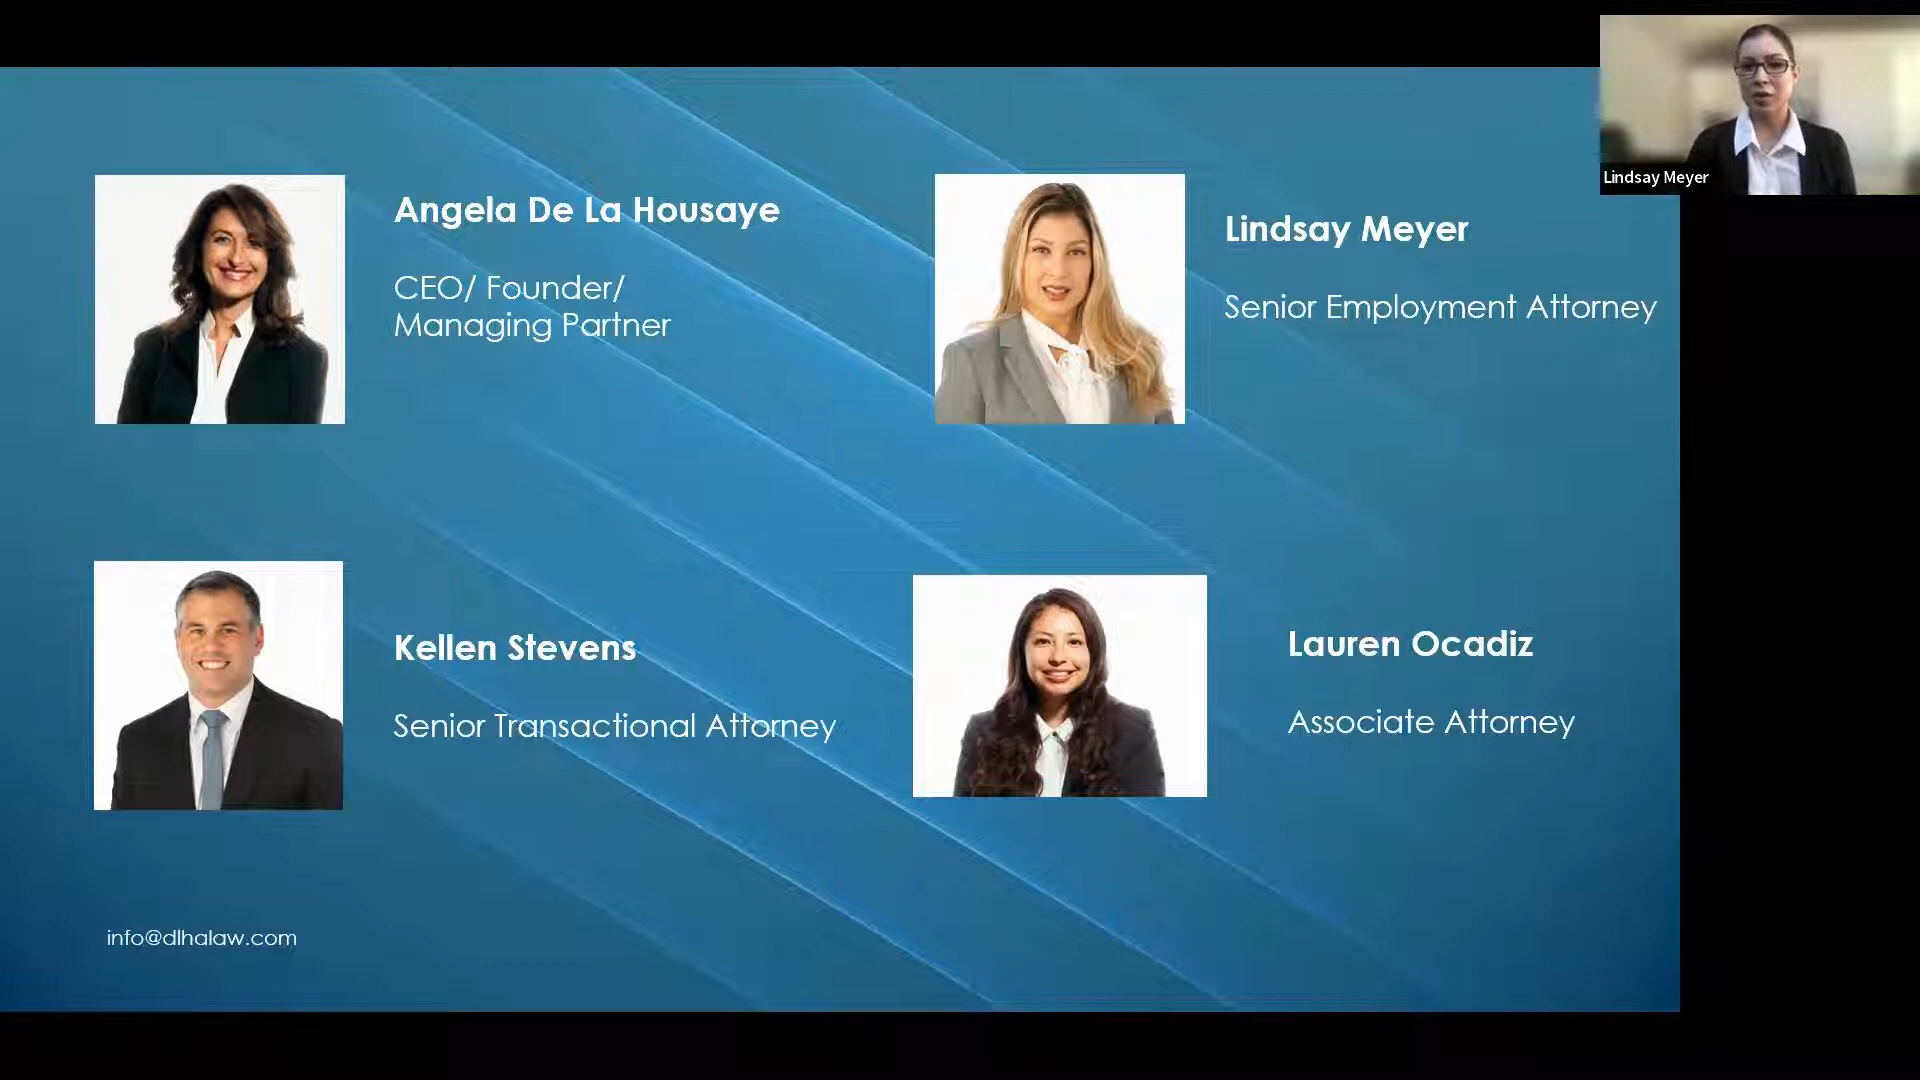 Angela De La Housaye
CEO/ Founder/
Managing Partner
Lindsay Meyer
Senior Employment Attorney
Kellen Stevens
Senior Transactional Attorney
Lauren Ocadiz
Associate Attorney
info@dlhalaw.com
Lindsay Meyer